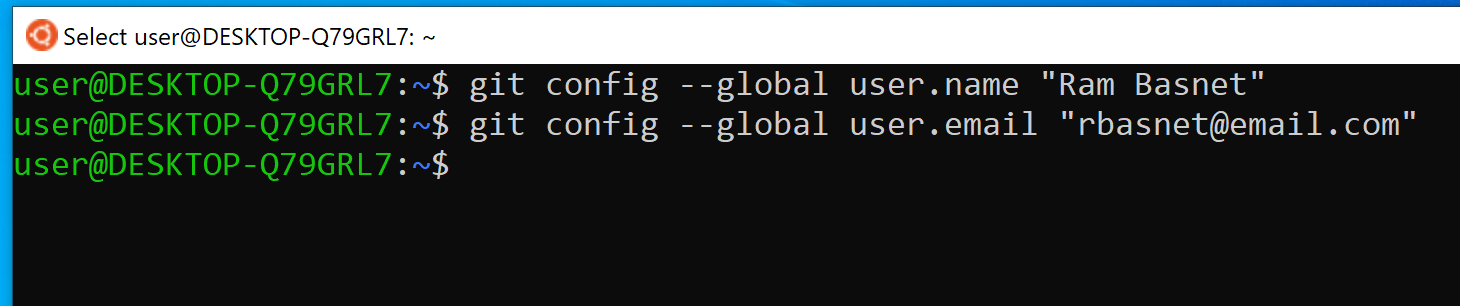 Select user@DESKTOP-Q79GRL7: ~
user@DESKTOP-Q79GRL7:~$ git config --global user.name "Ram Basnet"
user@DESKTOP-Q79GRL7:~$ git config --global user.email "rbasnet@email.com"
user@DESKTOP-Q79GRL7:~$